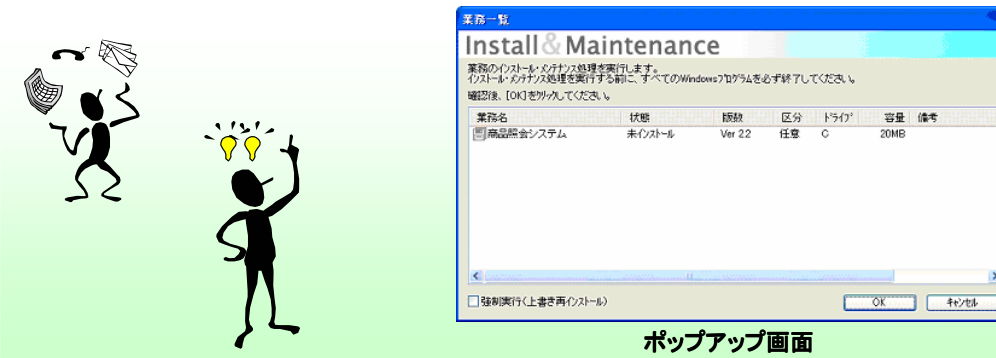 業務一覧
Install&Maintenance
業務のインストール・メンテナンス処理を実行します。
インストール・メンテナンス処理を実行する前に、すべてのWindowsプログラムを必ず終了してください。
確認後、[OK]をクリックしてください。
業務名 状態 版数 区分 ドライブ 容量 備考
商品照会システム 未インストール Ver 2.2 任意 C 20MB
強制実行(上書き再インストール)
OK キャンセル
ポップアップ画面